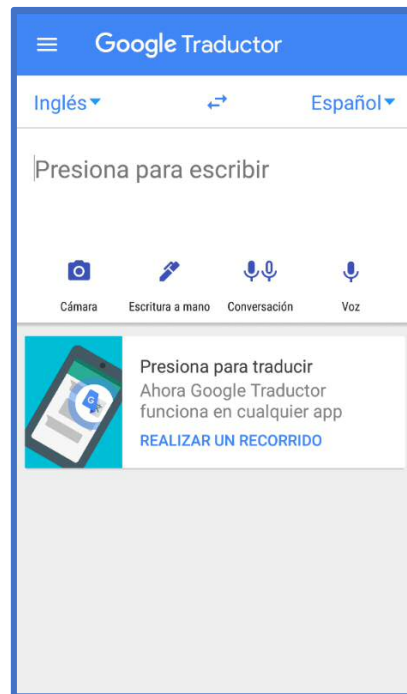 Google Traductor
Inglés
Español
Presiona para escribir
Cámara
Escritura a mano
Conversación
Voz
Presiona para traducir
Ahora Google Traductor
funciona en cualquier app
REALIZAR UN RECORRIDO
G